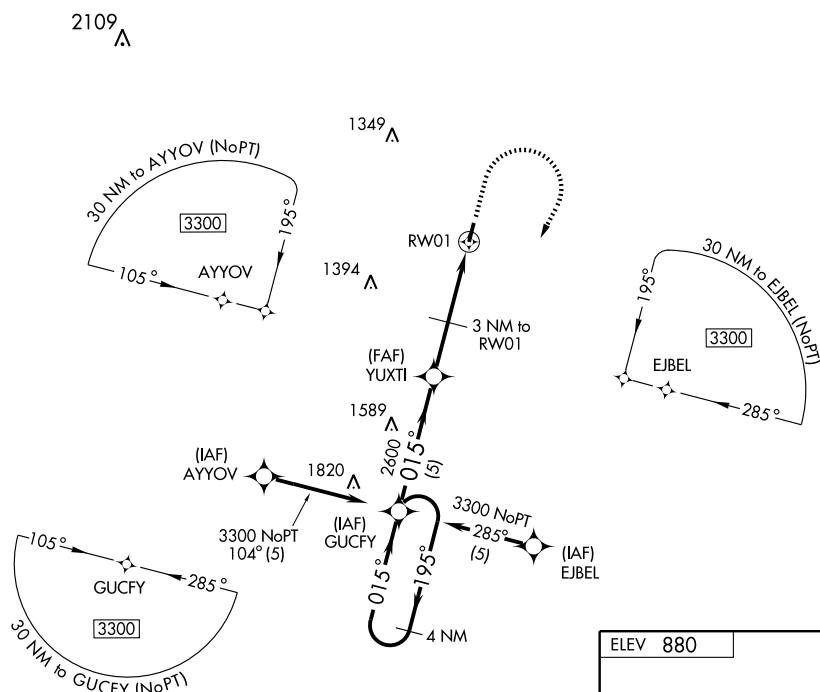 2109
1349
30 NM to AYYOV (NoPT)
3300
195°
105°
AYYOV
RW01
1394
3 NM to
RW01
30 NM to EJBEL (NoPT)
195°
3300
EJBEL
285°
(FAF)
YUXTI
1589
2600
015°
(5)
(IAF)
AYYOV
1820
3300 NoPT
104° (5)
(IAF)
GUCFY
3300 NoPT
285°
(5)
(IAF)
EJBEL
015°
195°
4 NM
105°
285°
GUCFY
3300
30 NM to GUCFY (NoPT)
ELEV 880